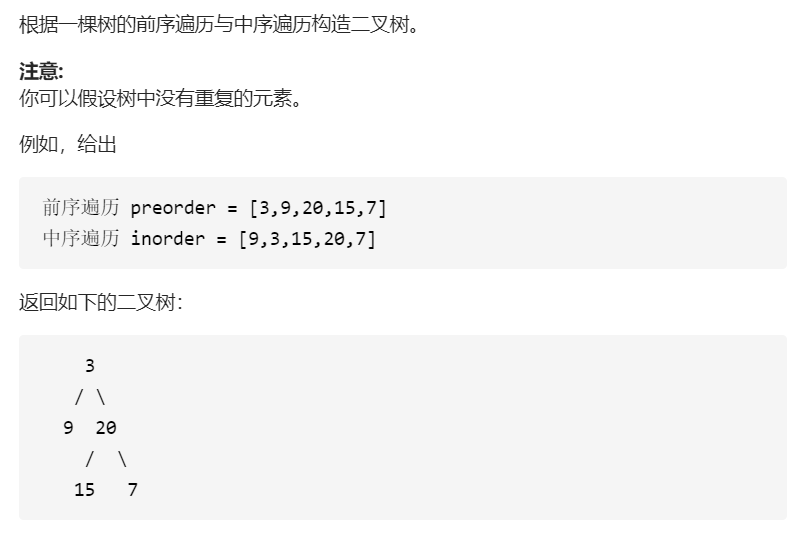 根据一棵树的前序遍历与中序遍历构造二叉树。
注意:
你可以假设树中没有重复的元素。
例如，给出
前序遍历 preorder = [3,9,20,15,7]
中序遍历 inorder = [9,3,15,20,7]
返回如下的二叉树：
3
/ \
9 20
/ \
15 7